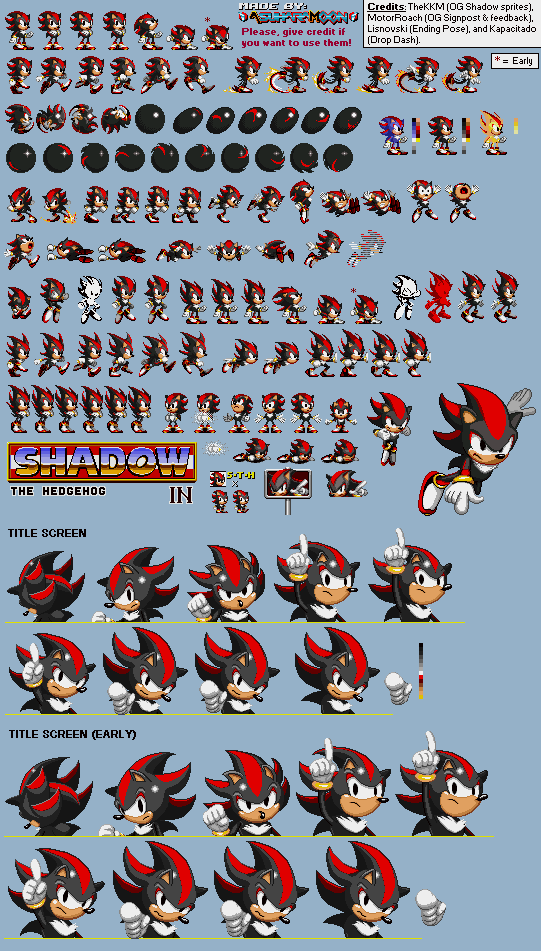 MADE BY:
Please, give credit if
you want to use them!
Credits: TheKKM (OG Shadow sprites),
MotorRoach (OG Signpost & feedback),
Lisnovski (Ending Pose), and Kapacitado
(Drop Dash).
*
* = Early
*
SHADOW
THE HEDGEHOG
IN
S•T•H
×
TITLE SCREEN
TITLE SCREEN (EARLY)